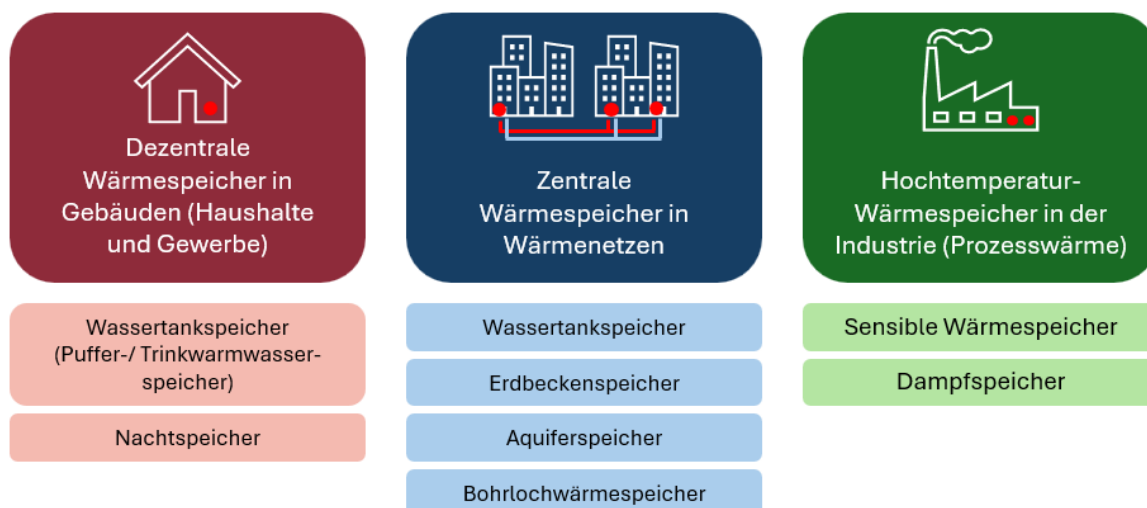 Dezentrale
Wärmespeicher in
Gebäuden (Haushalte
und Gewerbe)
Wassertankspeicher
(Puffer-/ Trinkwarmwasser-
speicher)
Nachtspeicher
Zentrale
Wärmespeicher in
Wärmenetzen
Wassertankspeicher
Erdbeckenspeicher
Aquiferspeicher
Bohrlochwärmespeicher
Hochtemperatur-
Wärmespeicher in der
Industrie (Prozesswärme)
Sensible Wärmespeicher
Dampfspeicher